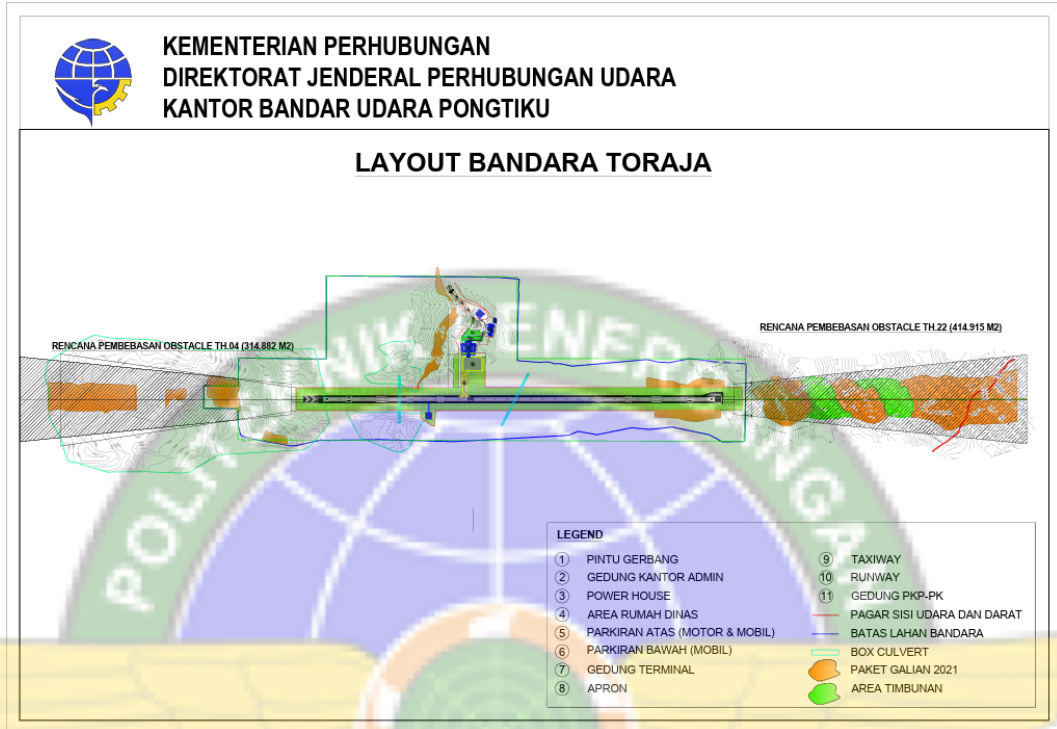 KEMENTERIAN PERHUBUNGAN
DIREKTORAT JENDERAL PERHUBUNGAN UDARA
KANTOR BANDAR UDARA PONGTIKU
LAYOUT BANDARA TORAJA
RENCANA PEMBEBASAN OBSTACLE TH.22 (414.915 M2)
RENCANA PEMBEBASAN OBSTACLE TH.04 (314.882 M2)
LEGEND
1 PINTU GERBANG
2 GEDUNG KANTOR ADMIN
3 POWER HOUSE
4 AREA RUMAH DINAS
5 PARKIRAN ATAS (MOTOR & MOBIL)
6 PARKIRAN BAWAH (MOBIL)
7 GEDUNG TERMINAL
8 APRON
9 TAXIWAY
10 RUNWAY
11 GEDUNG PKP-PK
PAGAR SISI UDARA DAN DARAT
BATAS LAHAN BANDARA
BOX CULVERT
PAKET GALIAN 2021
AREA TIMBUNAN